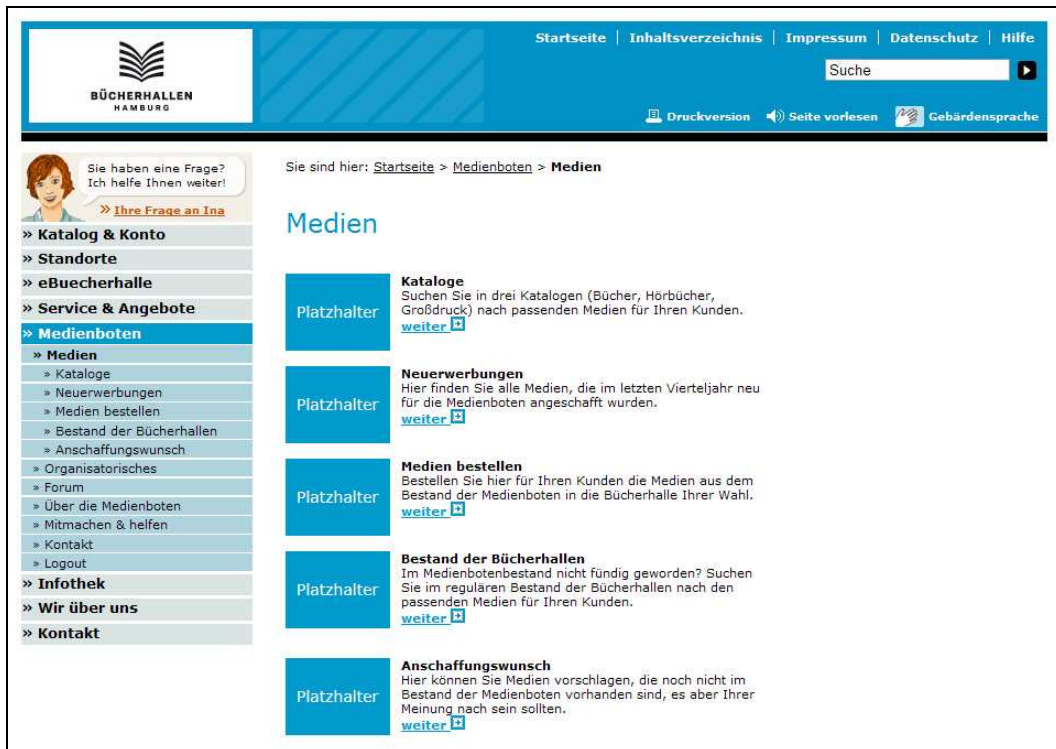 BÜCHERHALLEN
HAMBURG
Startseite | Inhaltsverzeichnis | Impressum | Datenschutz | Hilfe
Suche
Druckversion Seite vorlesen Gebärdensprache
Sie haben eine Frage?
Ich helfe Ihnen weiter!
» Ihre Frage an Ina
» Katalog & Konto
» Standorte
» eBuecherhalle
» Service & Angebote
» Medienboten
» Medien
» Kataloge
» Neuerwerbungen
» Medien bestellen
» Bestand der Bücherhallen
» Anschaffungswunsch
» Organisatorisches
» Forum
» Über die Medienboten
» Mitmachen & helfen
» Kontakt
» Logout
» Infothek
» Wir über uns
» Kontakt
Sie sind hier: Startseite > Medienboten > Medien
Medien
Platzhalter
Kataloge
Suchen Sie in drei Katalogen (Bücher, Hörbücher,
Großdruck) nach passenden Medien für Ihren Kunden.
weiter
Platzhalter
Neuerwerbungen
Hier finden Sie alle Medien, die im letzten Vierteljahr neu
für die Medienboten angeschafft wurden.
weiter
Platzhalter
Medien bestellen
Bestellen Sie hier für Ihren Kunden die Medien aus dem
Bestand der Medienboten in die Bücherhalle Ihrer Wahl.
weiter
Platzhalter
Bestand der Bücherhallen
Im Medienbotenbestand nicht fündig geworden? Suchen
Sie im regulären Bestand der Bücherhallen nach den
passenden Medien für Ihren Kunden.
weiter
Platzhalter
Anschaffungswunsch
Hier können Sie Medien vorschlagen, die noch nicht im
Bestand der Medienboten vorhanden sind, es aber Ihrer
Meinung nach sein sollten.
weiter